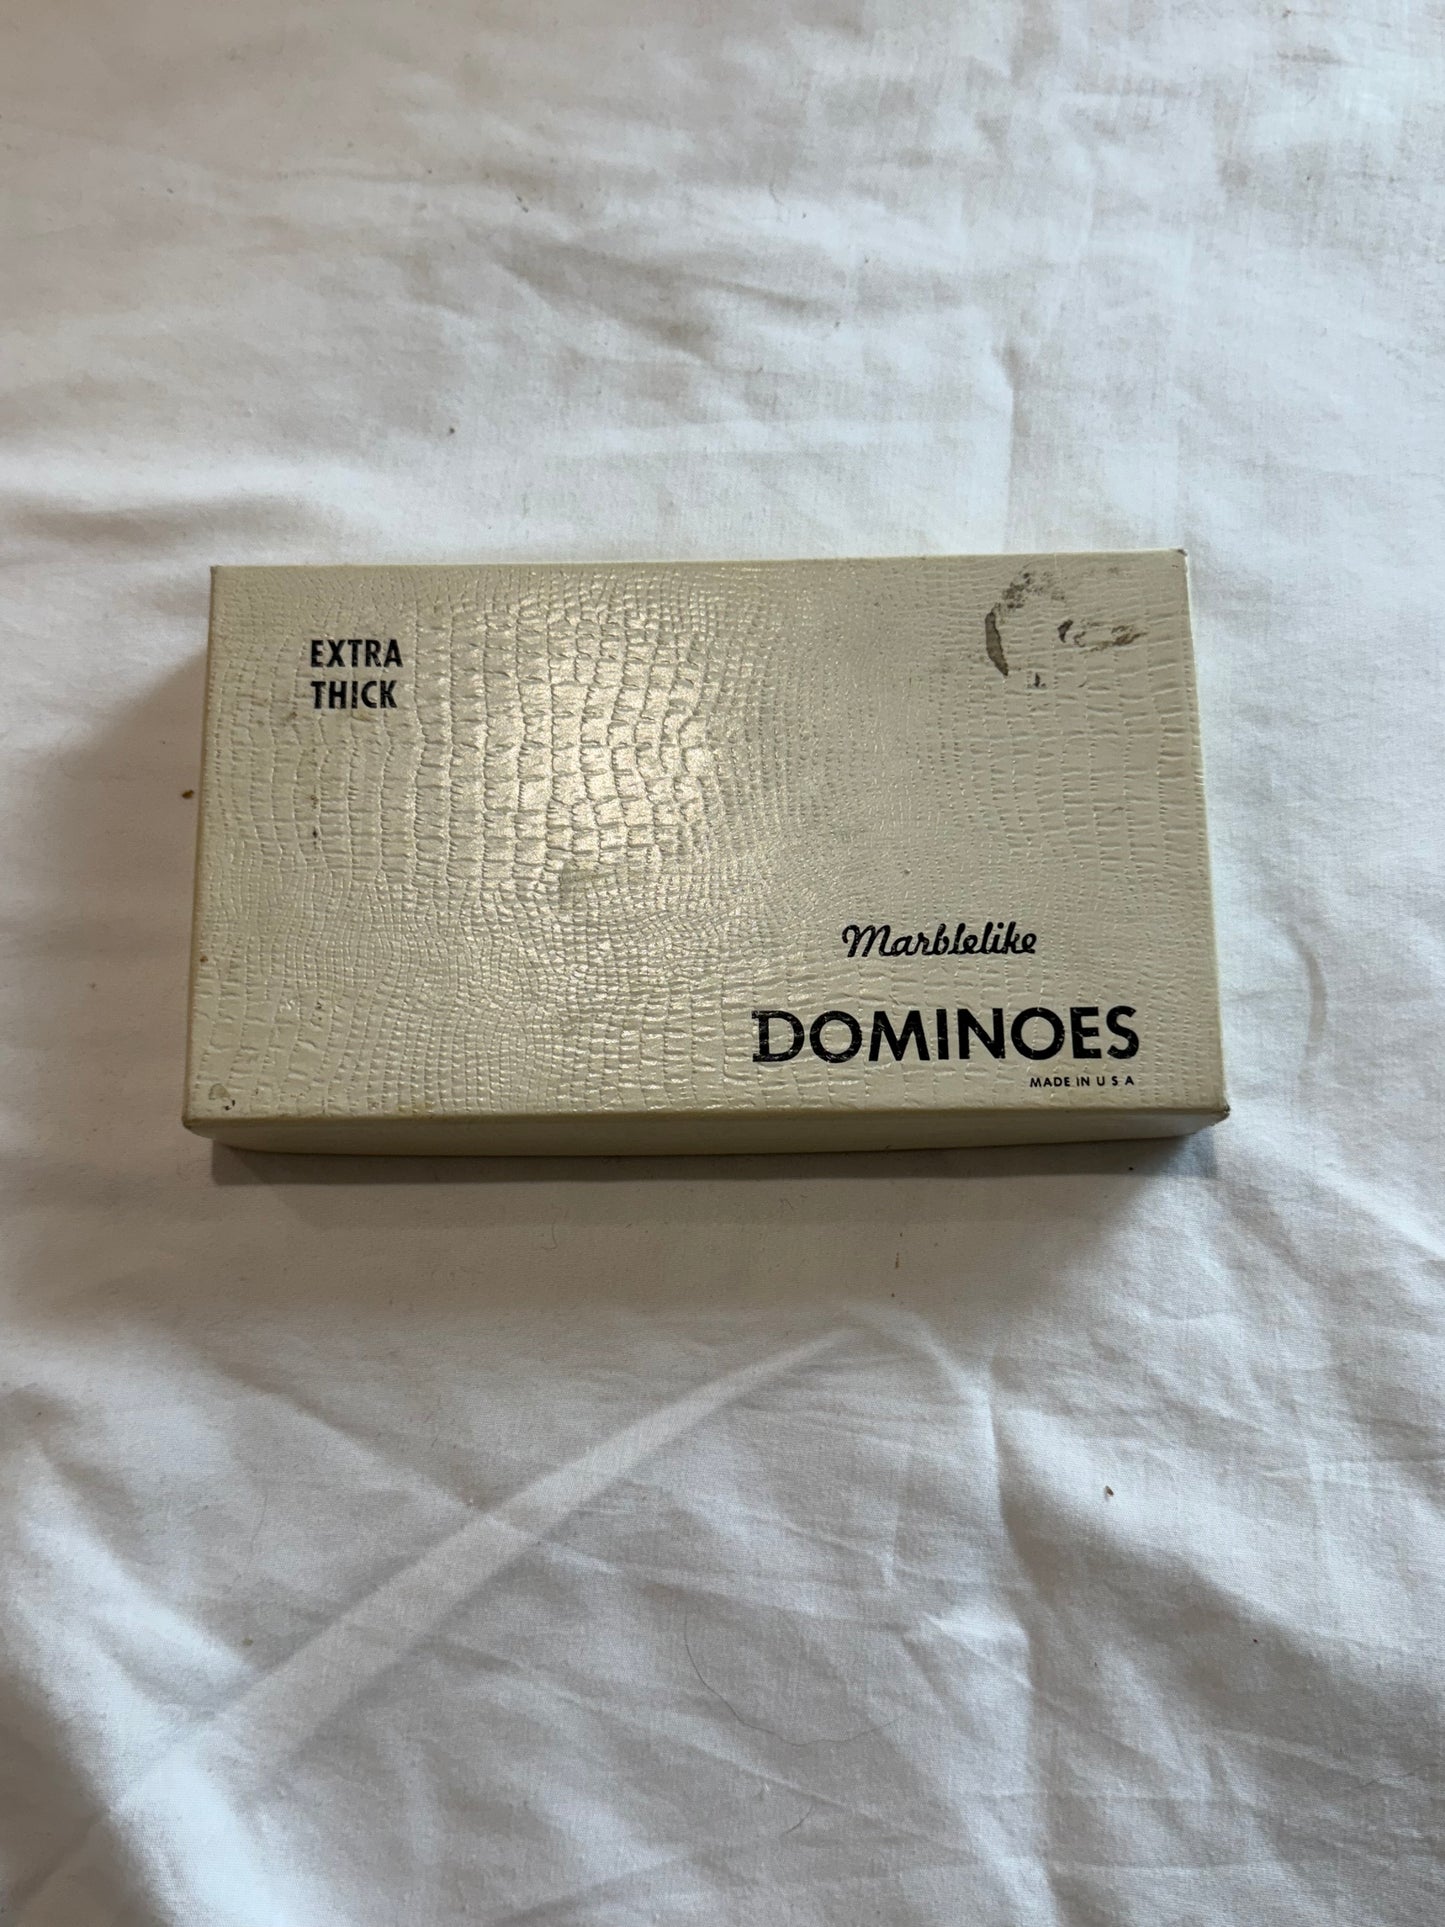 EXTRA
THICK
Marblelike
DOMINOES
MADE IN U S A